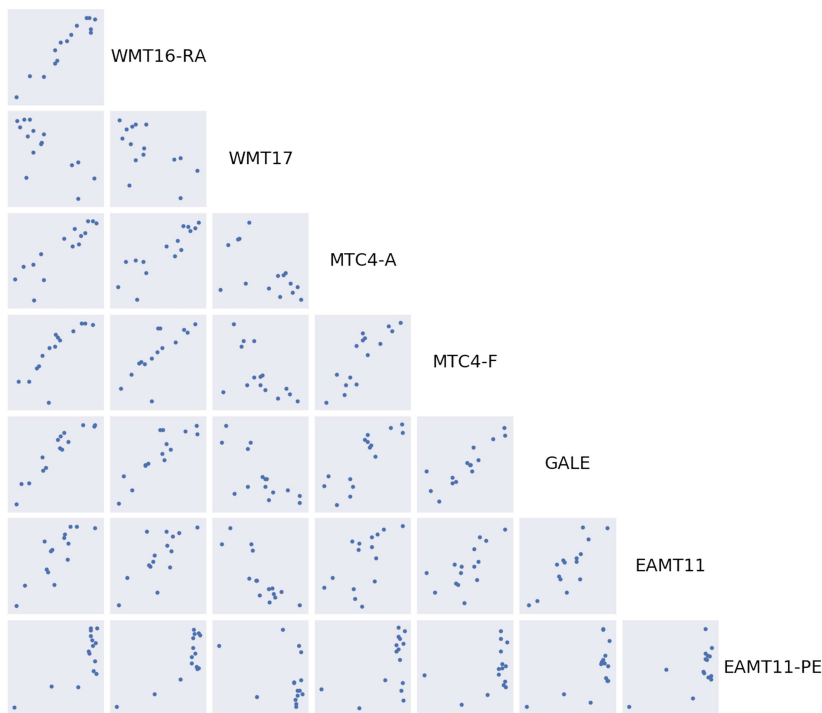 WMT16-RA
WMT17
MTC4-A
MTC4-F
GALE
EAMT11
EAMT11-PE